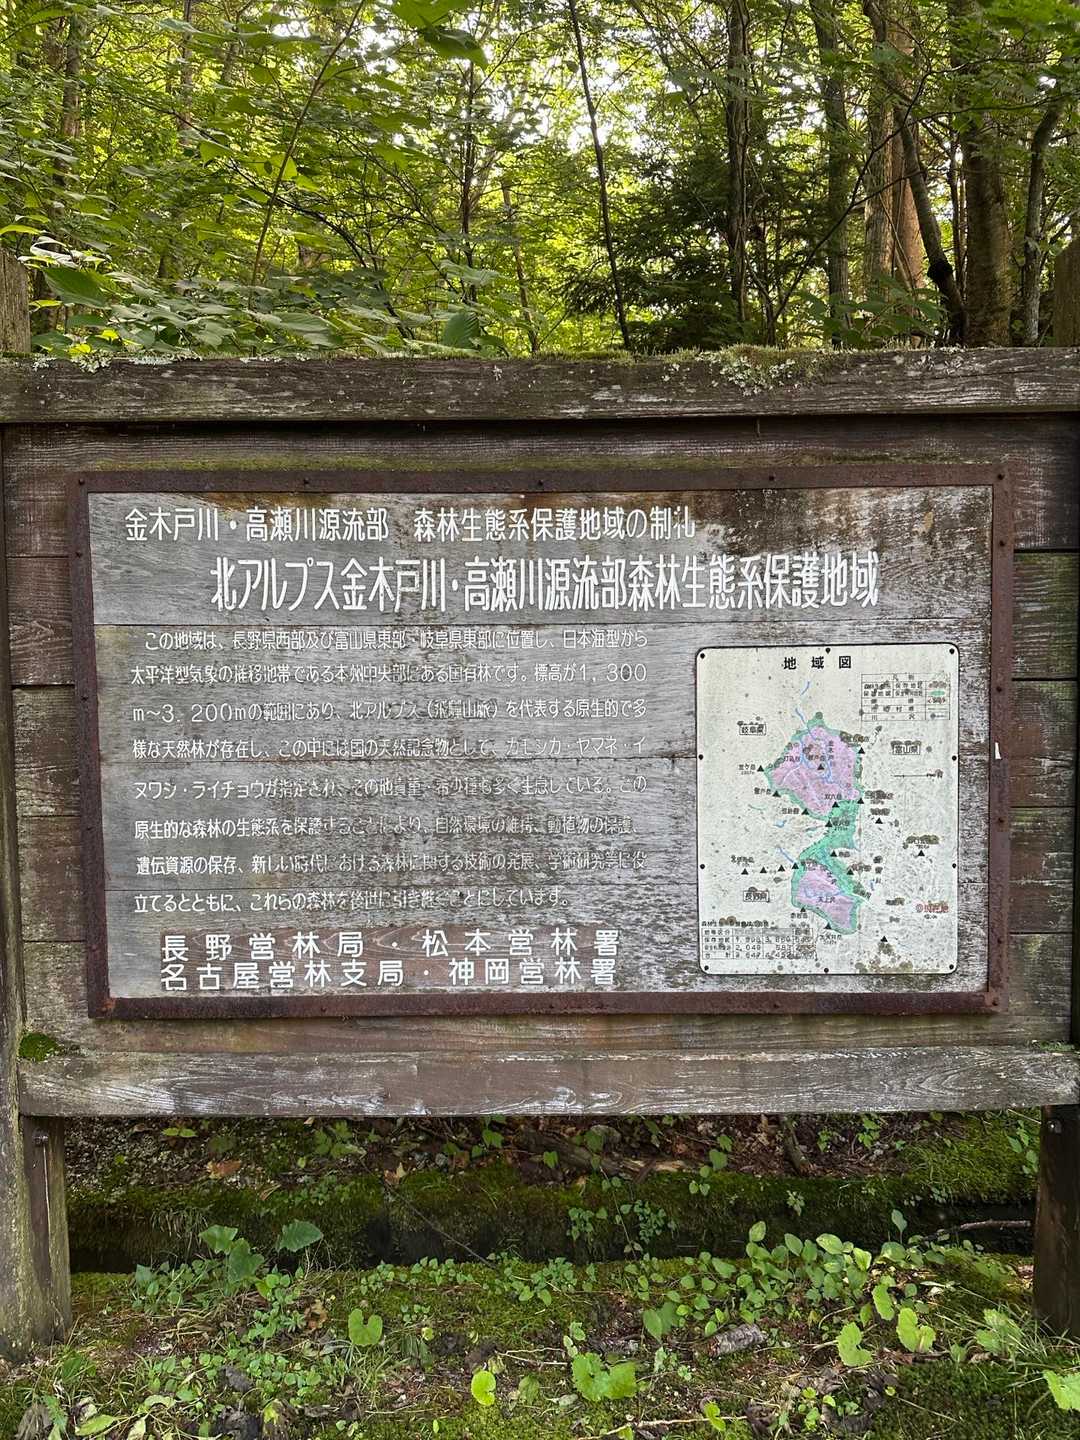 金木戸川・高瀬川源流部　森林生態系保護地域の制札
北アルプス金木戸川・高瀬川源流部森林生態系保護地域
この地域は、長野県西部及び富山県東部・岐阜県東部に位置し、日本海型から
太平洋型気象の推移地帯である本州中央部にある国有林です。標高が1，300
m～3，200mの範囲にあり、北アルプス（飛騨山脈）を代表する原生的で多
様な天然林が存在し、この中には国の天然記念物として、カモシカ・ヤマネ・イ
ヌワシ・ライチョウが指定され、この他貴重・希少種も多く生息している。この
原生的な森林の生態系を保護することにより、自然環境の維持、動植物の保護、
遺伝資源の保存、新しい時代における森林に関する技術の発展、学術研究等に役
立てるとともに、これらの森林を後世に引き継ぐことにしています。
長野営林局・松本営林署
名古屋営林支局・神岡営林署
地域図
岐阜県
富山県
長野県
現在地